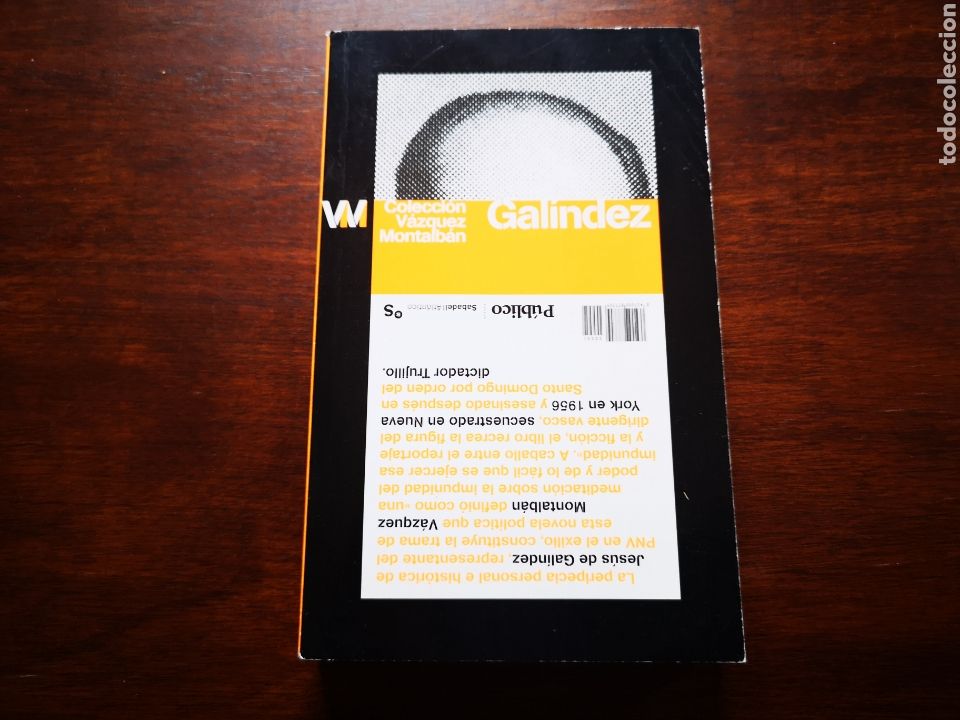 todocoleccion
VM
Colección
Vázquez
Montalbán
Galíndez
La peripecia personal e histórica de
Jesús de Galíndez, representante del
PNV en el exilio, constituye la trama de
esta novela política que Vázquez
Montalbán definió como «una
meditación sobre la impunidad del
poder y de lo fácil que es ejercer esa
impunidad». A caballo entre el reportaje
y la ficción, el libro recrea la figura del
dirigente vasco, secuestrado en Nueva
York en 1956 y asesinado después en
Santo Domingo por orden del
dictador Trujillo.
Público
SabadellAtlántico